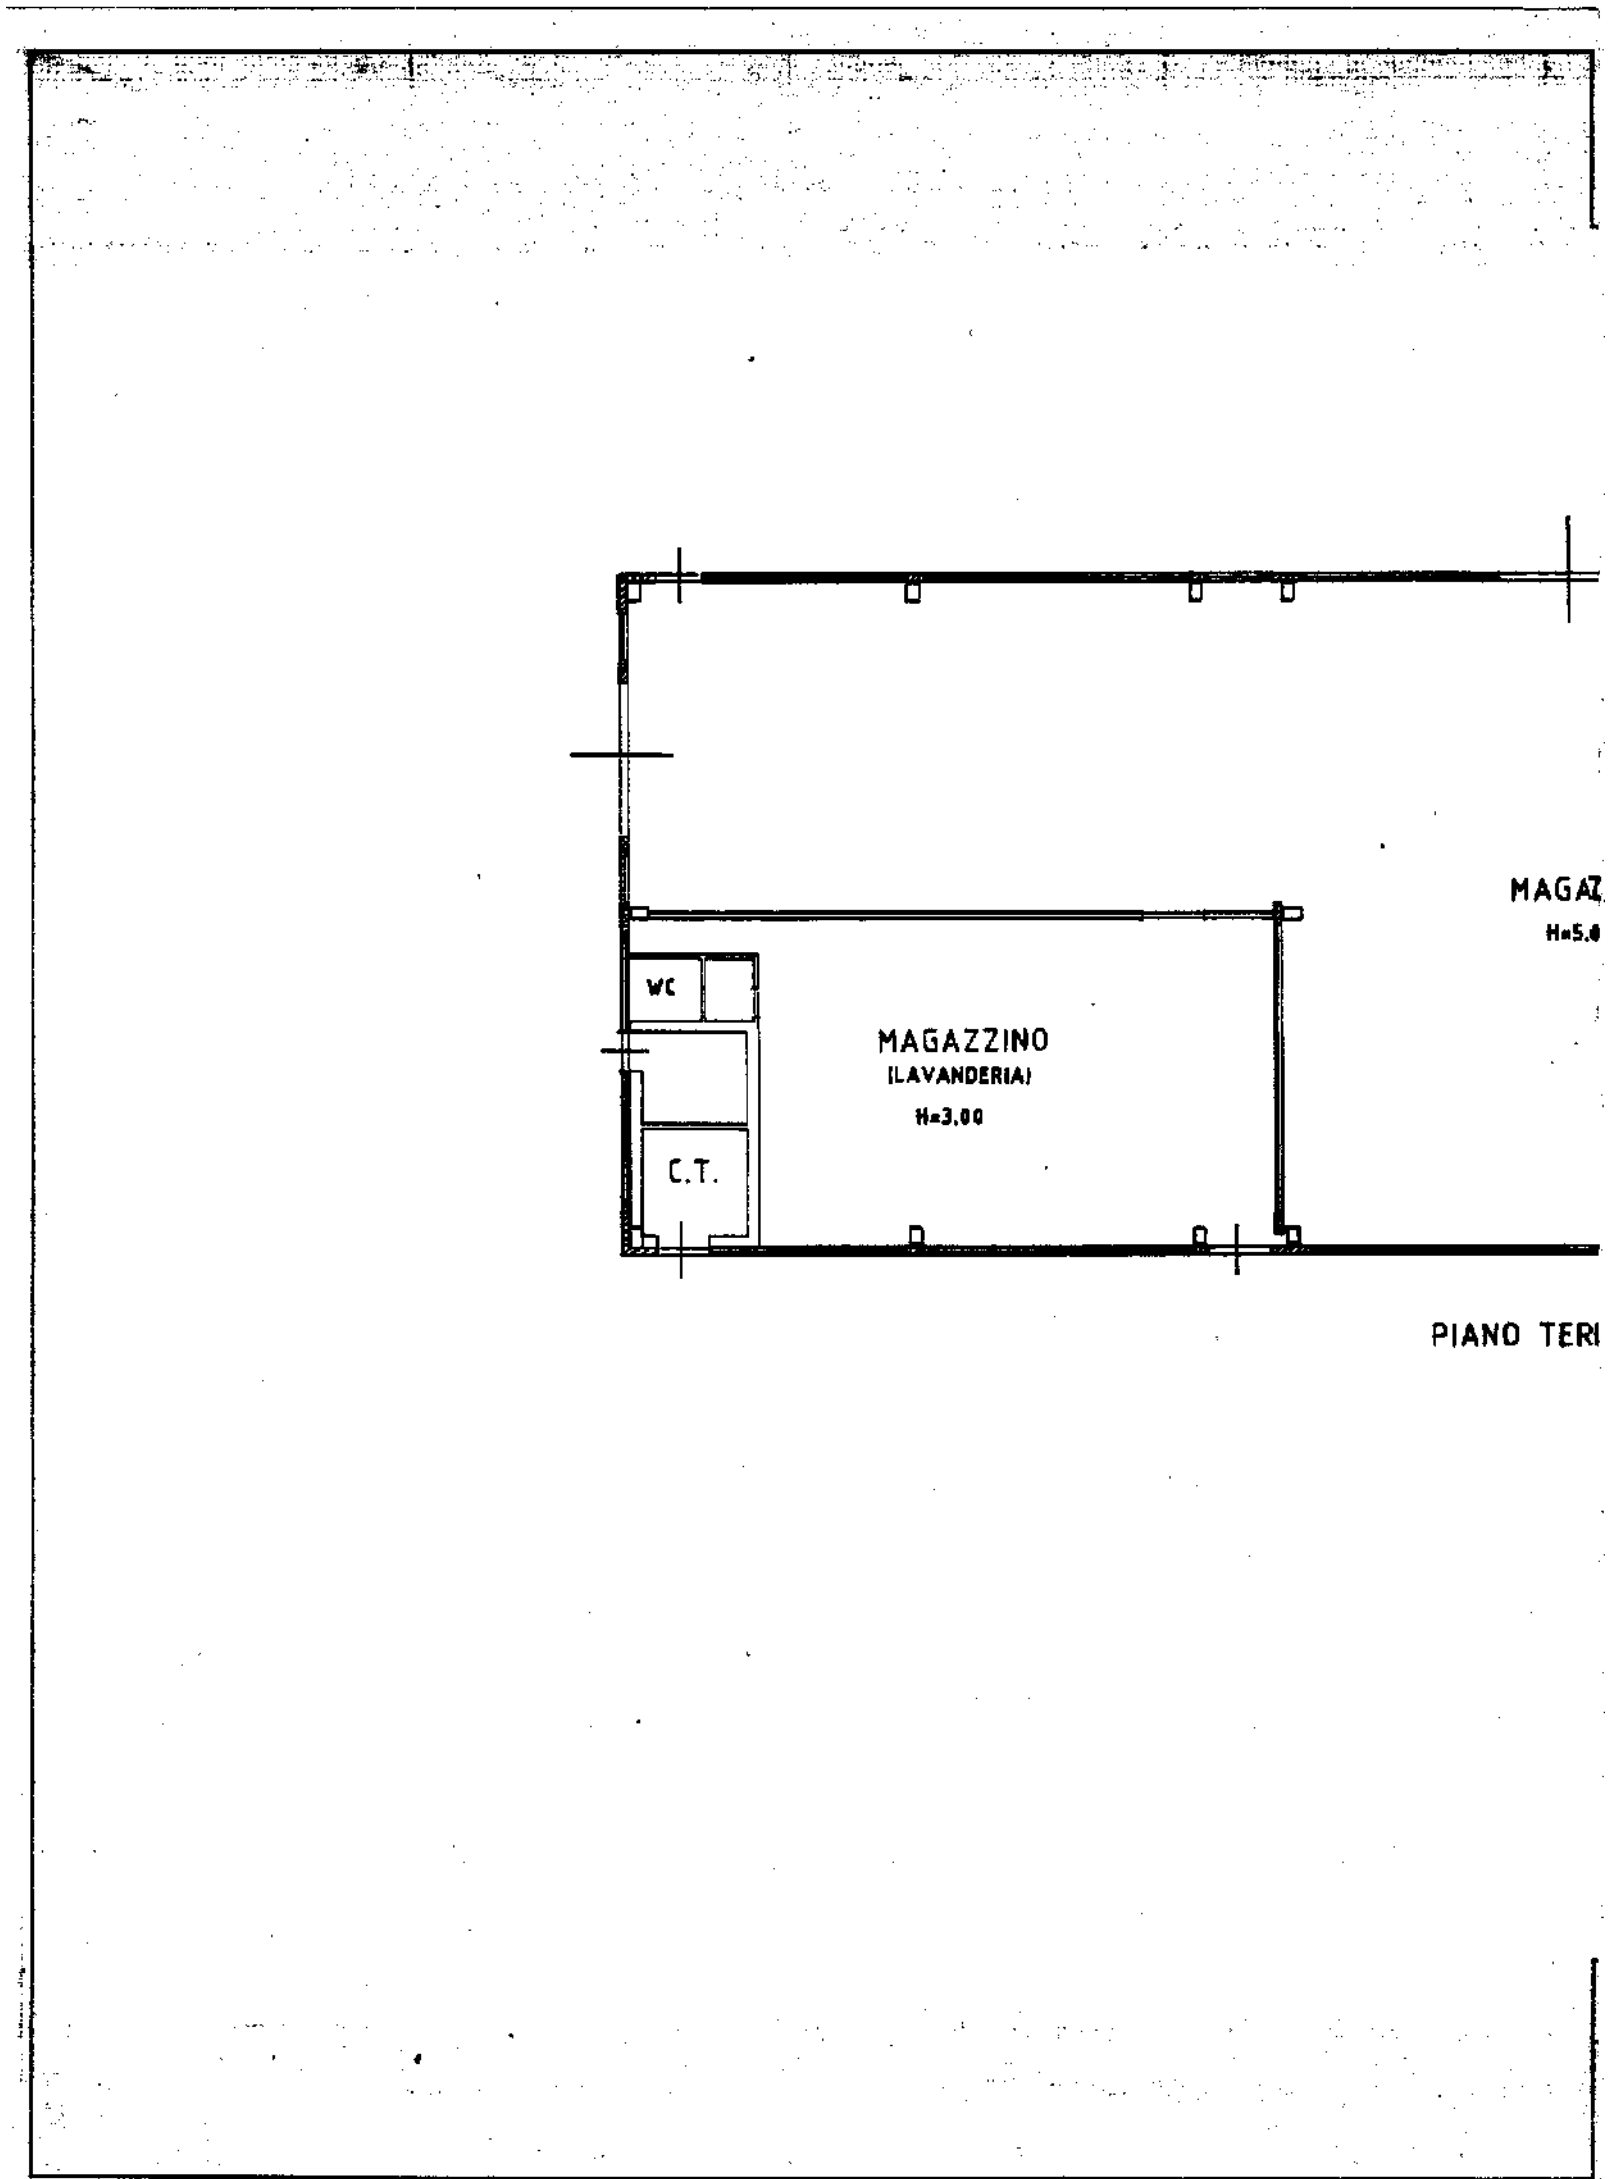 MAGAZ
H=5.0
WC
MAGAZZINO
(LAVANDERIA)
H=3.00
C.T.
PIANO TER